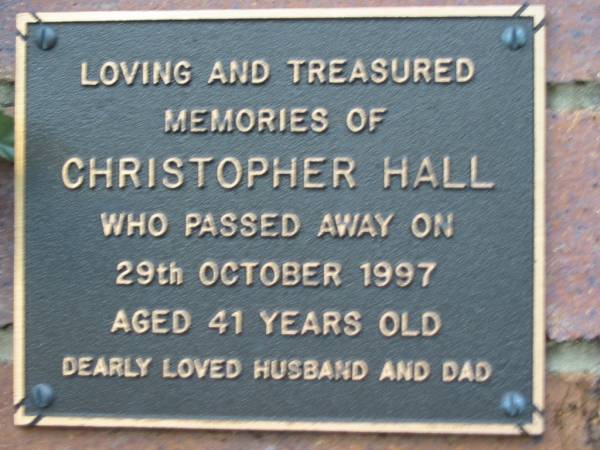 LOVING AND TREASURED
MEMORIES OF
CHRISTOPHER HALL
WHO PASSED AWAY ON
29th OCTOBER 1997
AGED 41 YEARS OLD
DEARLY LOVED HUSBAND AND DAD